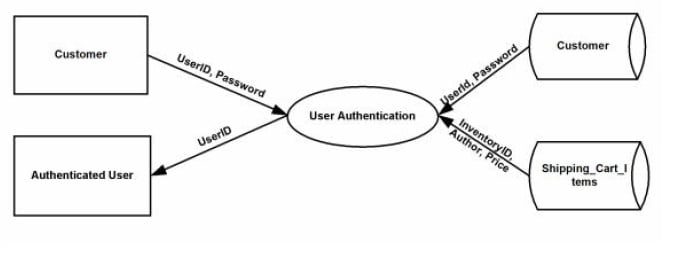 Customer
UserID, Password
User Authentication
UserId, Password
Customer
Authenticated User
UserID
InventoryID,
Author, Price
Shipping_Cart_I
tems